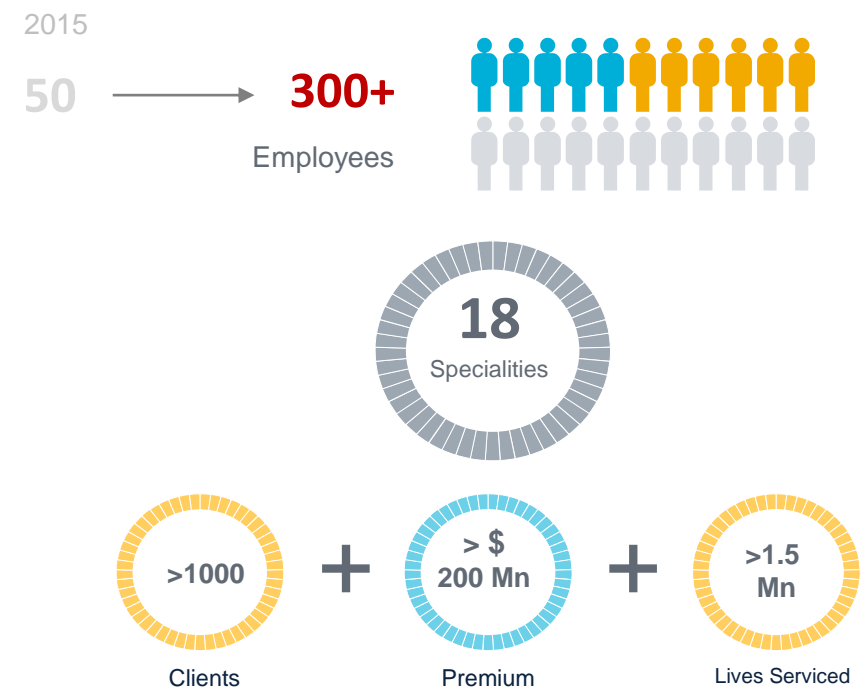 2015
50
300+
Employees
18
Specialities
>1000
> $
200 Mn
>1.5
Mn
Clients
Premium
Lives Serviced